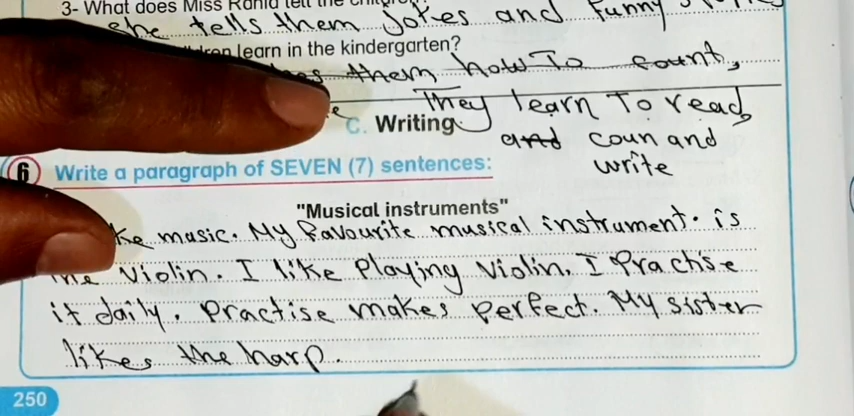 3- What does Miss Rania tell the
she tells them jokes and funny
learn in the kindergarten?
them how To count,
They learn To read,
C. Writing
and coun and
write
6 Write a paragraph of SEVEN (7) sentences:
"Musical instruments"
music. My favourite musical instrument. is
the violin. I like Playing violin. I Practise
it daily. Practise makes perfect. My sister
likes the harp.
250